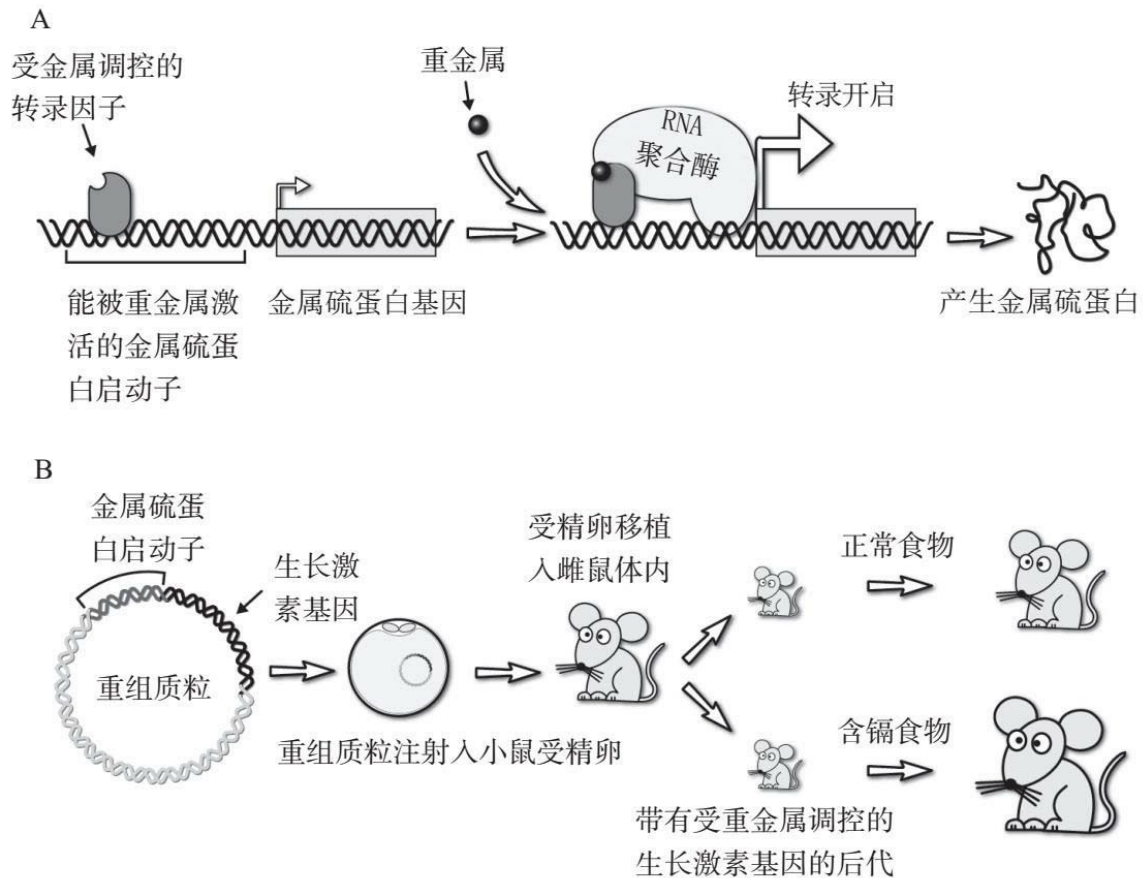 A
受金属调控的
转录因子
重金属
RNA
聚合酶
转录开启
能被重金属激
活的金属硫蛋
白启动子
金属硫蛋白基因
产生金属硫蛋白
B
金属硫蛋
白启动子
生长激
素基因
重组质粒
重组质粒注射入小鼠受精卵
受精卵移植
入雌鼠体内
正常食物
含镉食物
带有受重金属调控的
生长激素基因的后代